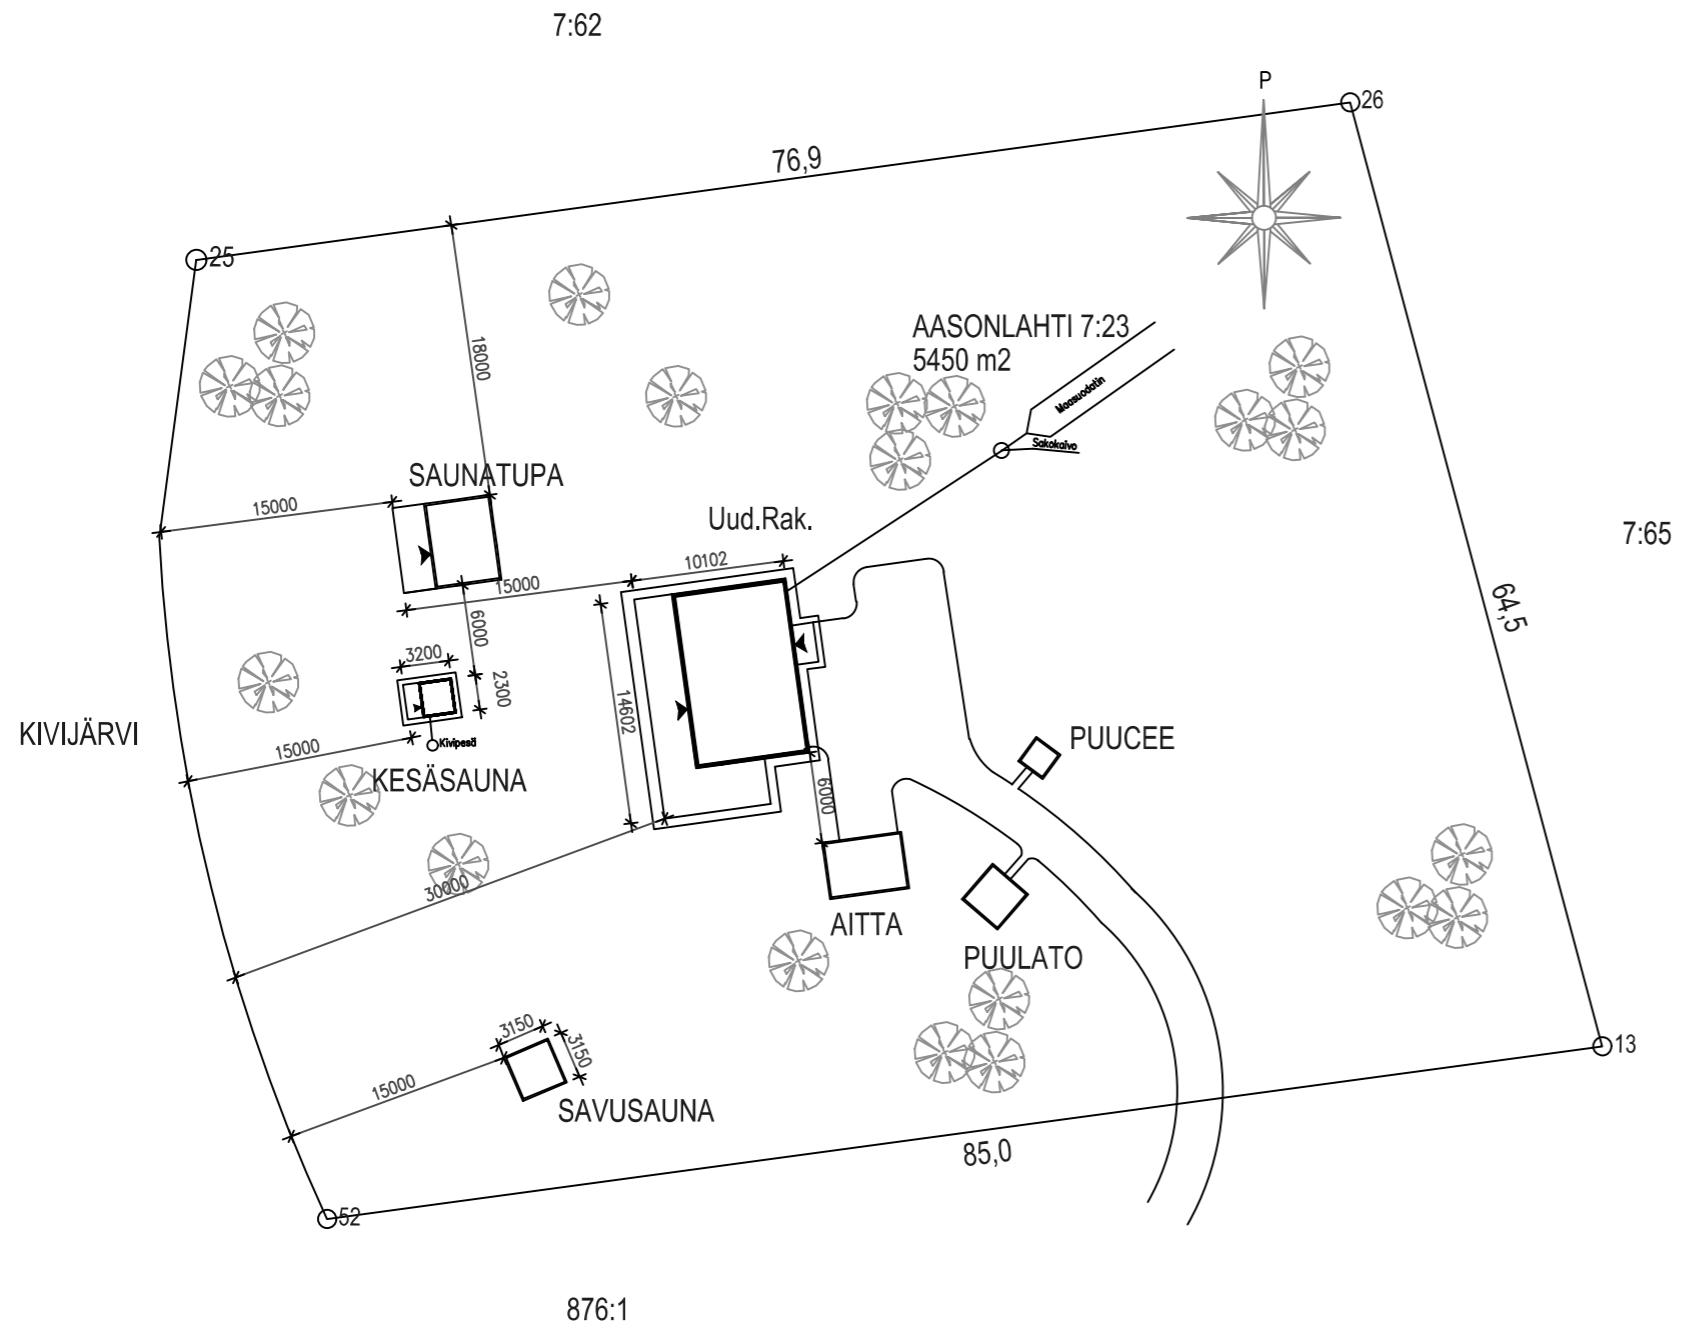 7:62
P
26
76,9
25
18000
AASONLAHTI 7:23
5450 m2
Maasuodatin
Sakokaivo
SAUNATUPA
15000
Uud.Rak.
7:65
10102
15000
6000
64,5
3200
2300
14602
KIVIJÄRVI
Kivipesä
15000
KESÄSAUNA
PUUCEE
6000
30000
AITTA
PUULATO
3150
3150
13
15000
SAVUSAUNA
85,0
52
876:1